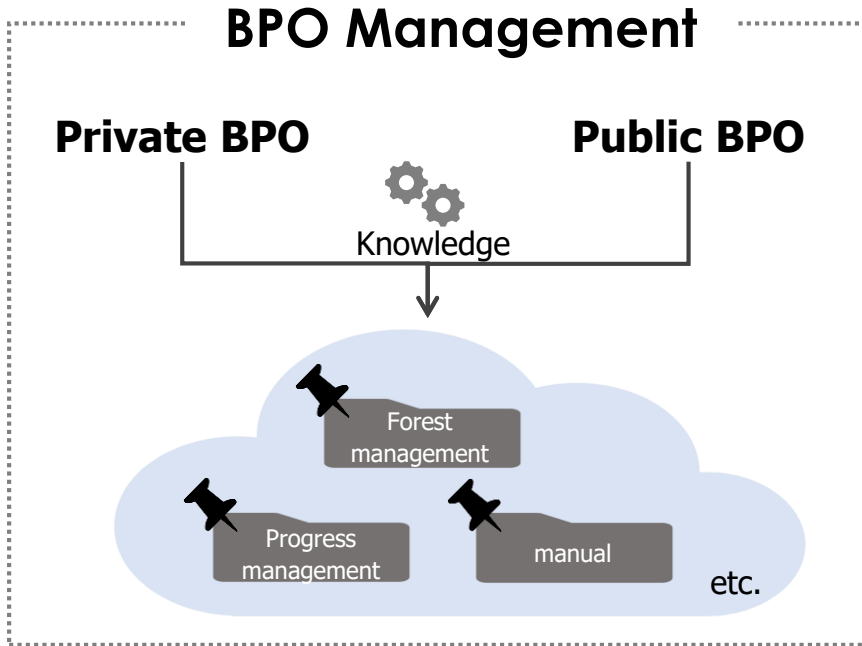 BPO Management
Private BPO
Public BPO
Knowledge
Forest
management
Progress
management
manual
etc.